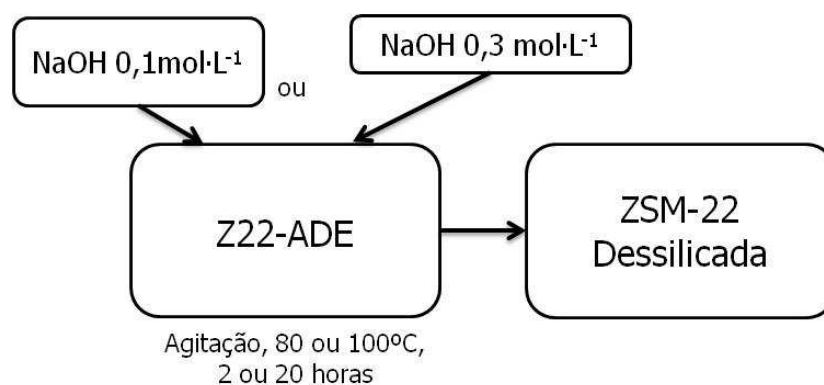 NaOH 0,1mol·L⁻¹
ou
NaOH 0,3 mol·L⁻¹
Z22-ADE
ZSM-22
Dessilicada
Agitação, 80 ou 100ºC,
2 ou 20 horas